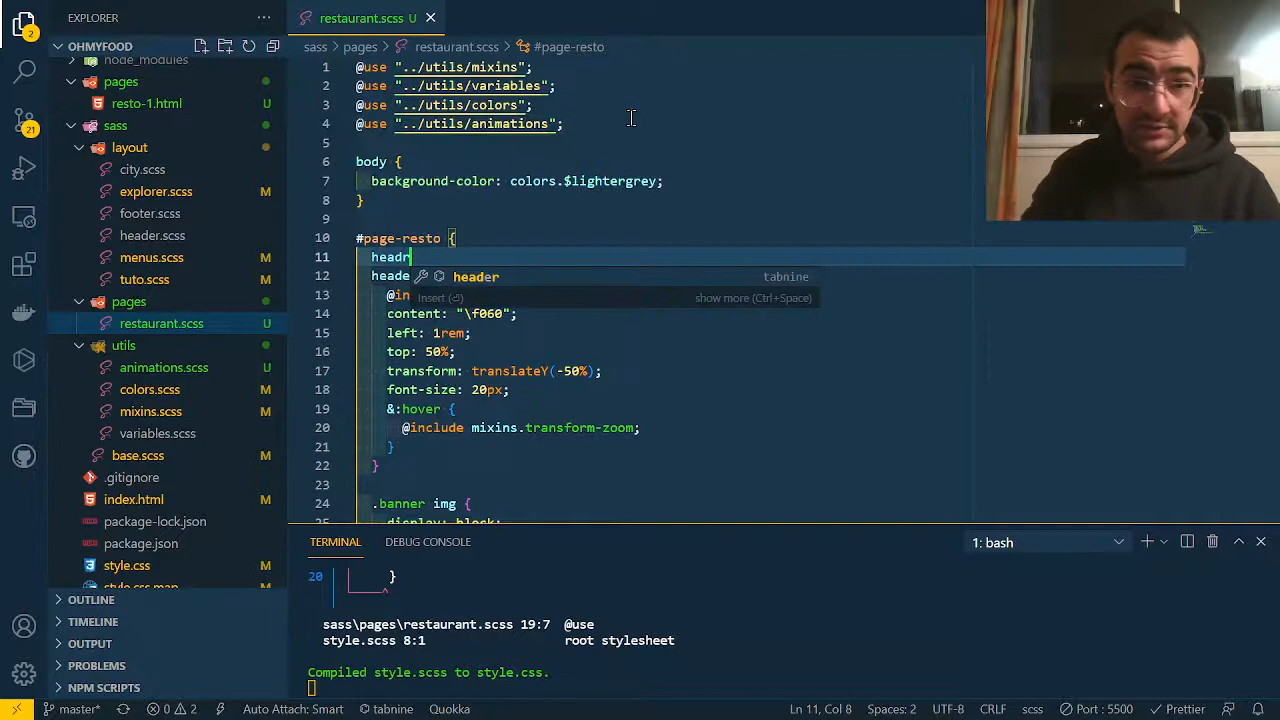 EXPLORER
restaurant.scss U
OHMYFOOD
sass > pages > restaurant.scss > #page-resto
node_modules
pages
resto-1.html U
sass
layout
city.scss
explorer.scss M
footer.scss
header.scss
menus.scss M
tuto.scss M
pages
restaurant.scss U
utils
animations.scss U
colors.scss M
mixins.scss M
variables.scss
base.scss M
.gitignore
index.html M
package-lock.json
package.json
style.css M
style.css.map M
OUTLINE
TIMELINE
OUTPUT
PROBLEMS
NPM SCRIPTS
2
21
1 @use "../utils/mixins";
2 @use "../utils/variables";
3 @use "../utils/colors";
4 @use "../utils/animations";
5
6 body {
7 background-color: colors.$lightergrey;
8 }
9
10 #page-resto {
11 headr
12 heade
header tabnine
Insert (⏎) show more (Ctrl+Space)
13 @in
14 content: "\f060";
15 left: 1rem;
16 top: 50%;
17 transform: translateY(-50%);
18 font-size: 20px;
19 &:hover {
20 @include mixins.transform-zoom;
21 }
22 }
23
24 .banner img {
25 display: block;
TERMINAL DEBUG CONSOLE 1: bash
20 }
^
sass\pages\restaurant.scss 19:7 @use
style.scss 8:1 root stylesheet
Compiled style.scss to style.css.
master* 0 2 Auto Attach: Smart tabnine Quokka Ln 11, Col 8 Spaces: 2 UTF-8 CRLF scss Port : 5500 Prettier